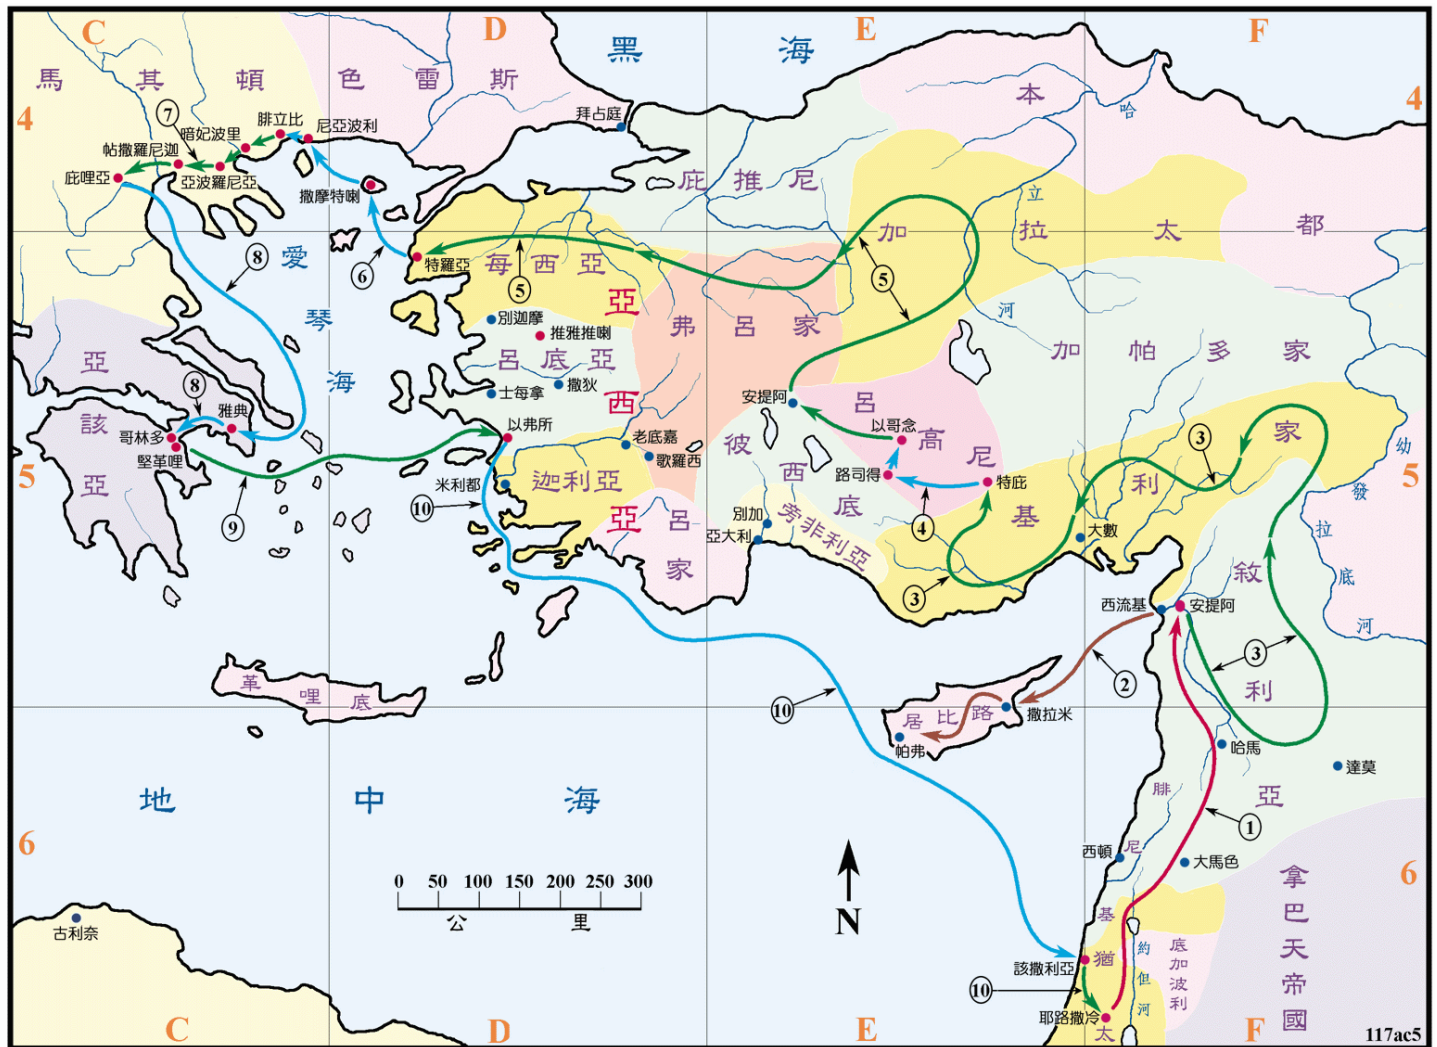 C
D
E
F
4
4
5
5
6
6
C
D
E
F
黑海
馬其頓
色雷斯
本都
哈立河
⑦
腓立比
尼亞波利
暗妃波里
帖撒羅尼迦
亞波羅尼亞
庇哩亞
撒摩特喇
拜占庭
庇推尼
加拉太
愛琴海
⑧
⑥
特羅亞
每西亞
⑤
⑤
亞西亞
別迦摩
推雅推喇
呂底亞
弗呂家
加帕多家
士每拿
撒狄
安提阿
呂高尼
以哥念
路司得
特庇
④
彼西底
亞該亞
⑧
雅典
哥林多
堅革哩
⑨
以弗所
老底嘉
歌羅西
米利都
迦利亞
⑩
呂家
別加
亞大利
旁非利亞
基利家
③
③
大數
幼發拉底河
敘利亞
西流基
安提阿
③
②
革哩底
⑩
居比路
撒拉米
帕弗
哈馬
達莫
①
地中海
腓尼基
西頓
大馬色
0 50 100 150 200 250 300
公里
N
古利奈
拿巴天帝國
底加波利
約但河
該撒利亞
猶太
⑩
耶路撒冷
117ac5